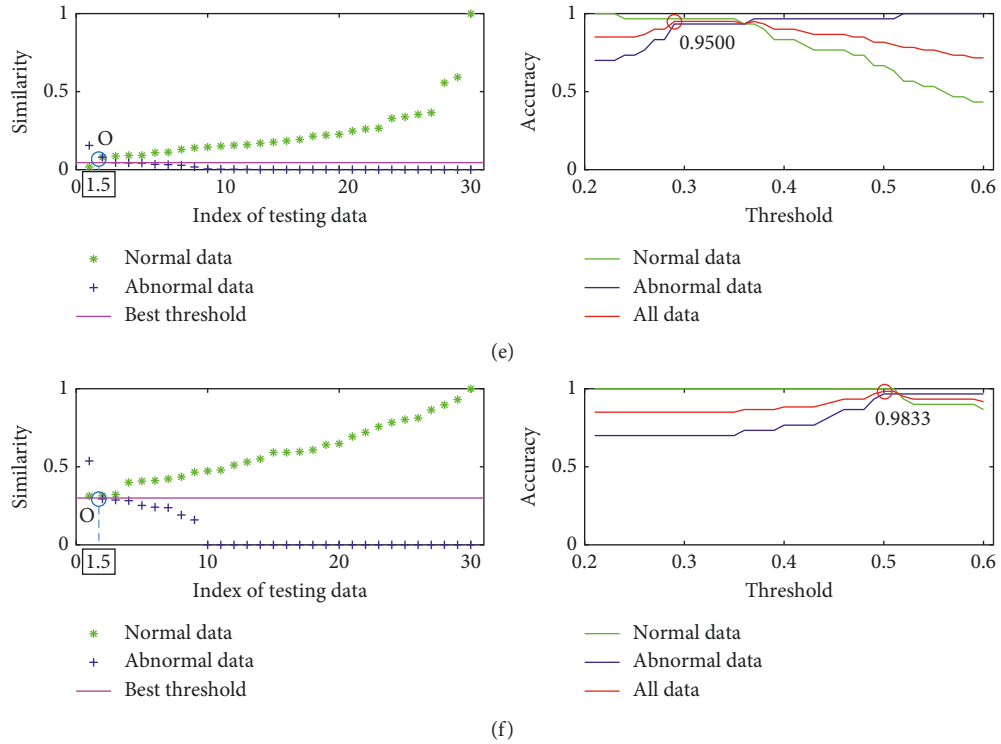 1
0.5
0
Similarity
O
0
1.5
10
20
30
Index of testing data
Normal data
Abnormal data
Best threshold
1
0.5
0
Accuracy
0.9500
0.2
0.3
0.4
0.5
0.6
Threshold
Normal data
Abnormal data
All data
(e)
1
0.5
0
Similarity
O
0
1.5
10
20
30
Index of testing data
Normal data
Abnormal data
Best threshold
1
0.5
0
Accuracy
0.9833
0.2
0.3
0.4
0.5
0.6
Threshold
Normal data
Abnormal data
All data
(f)